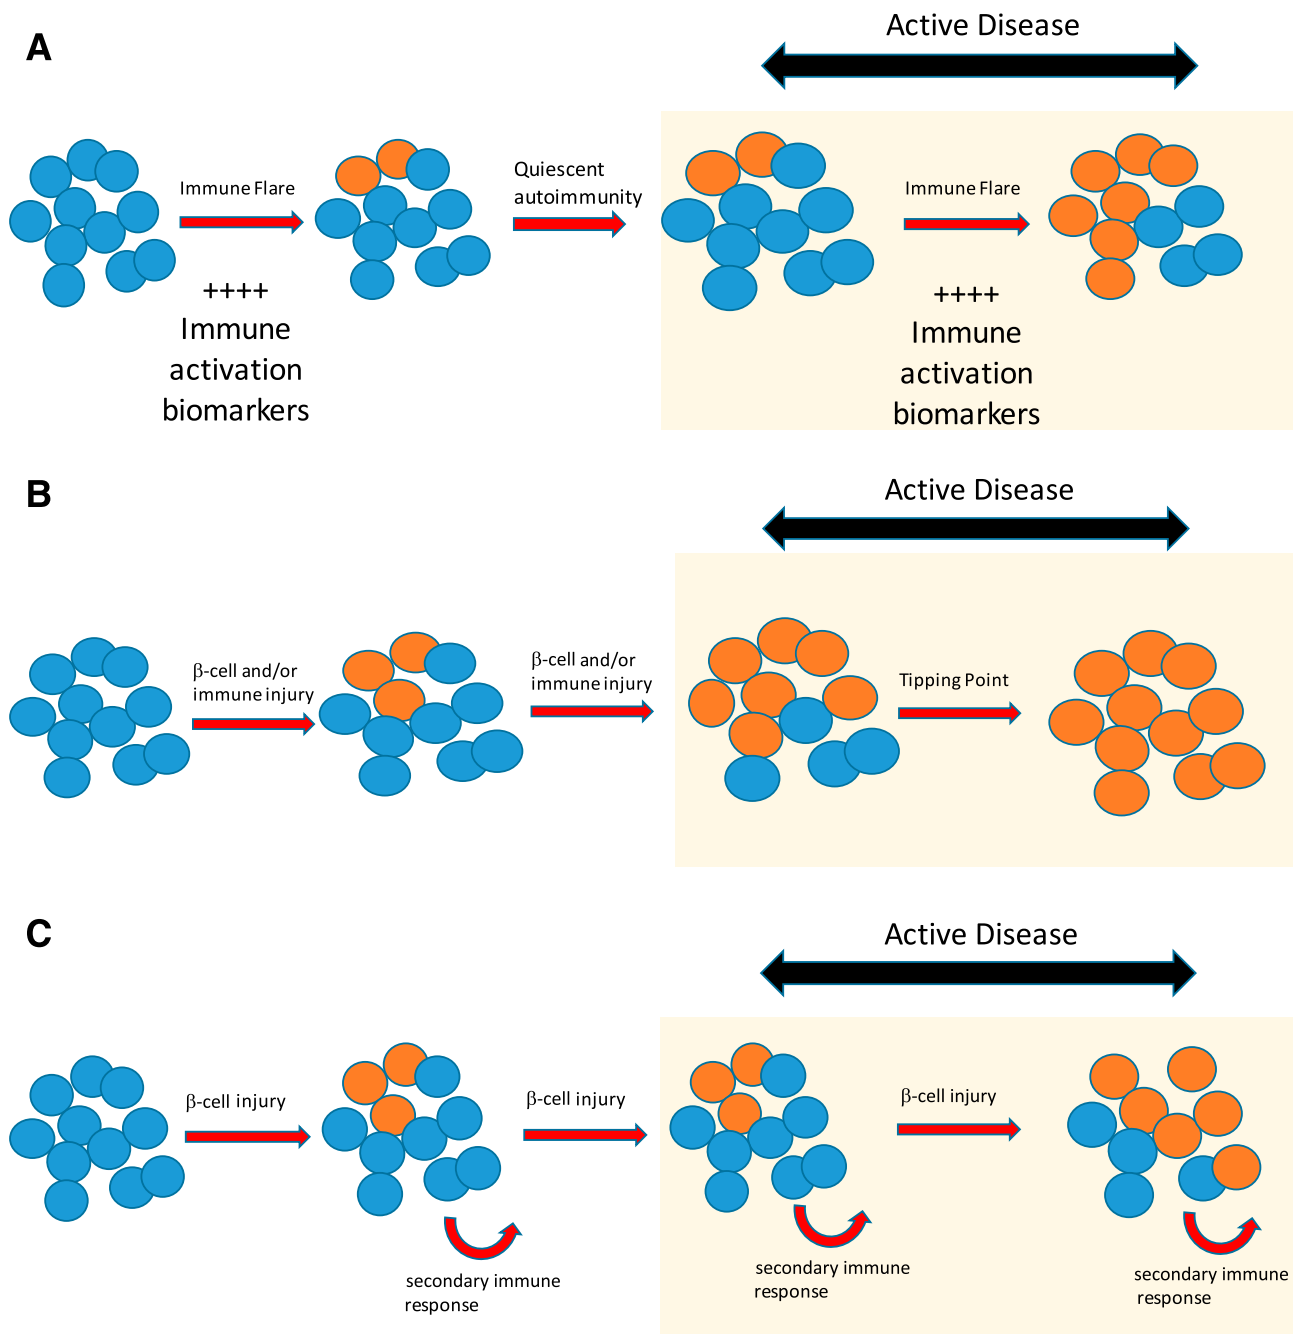 A
Active Disease
Immune Flare
Quiescent
autoimmunity
Immune Flare
++++
Immune
activation
biomarkers
++++
Immune
activation
biomarkers
B
Active Disease
β-cell and/or
immune injury
β-cell and/or
immune injury
Tipping Point
C
Active Disease
β-cell injury
β-cell injury
β-cell injury
secondary immune
response
secondary immune
response
secondary immune
response